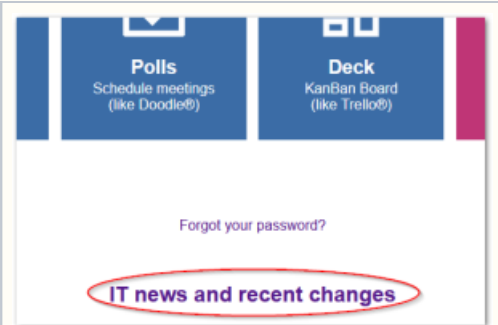 Polls
Schedule meetings
(like Doodle®)
Deck
KanBan Board
(like Trello®)
Forgot your password?
IT news and recent changes